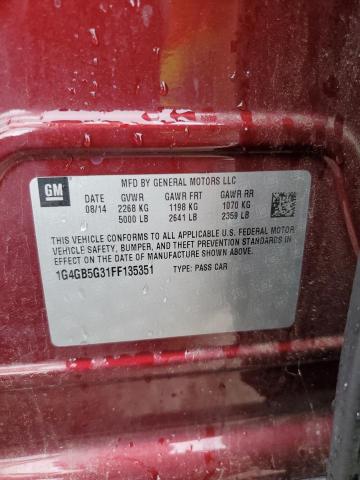 GM
MFD BY GENERAL MOTORS LLC
DATE GVWR GAWR FRT GAWR RR
08/14 2268 KG 1198 KG 1070 KG
5000 LB 2641 LB 2359 LB
THIS VEHICLE CONFORMS TO ALL APPLICABLE U.S. FEDERAL MOTOR
VEHICLE SAFETY, BUMPER, AND THEFT PREVENTION STANDARDS IN
EFFECT ON THE DATE OF MANUFACTURE SHOWN ABOVE.
1G4GB5G31FF135351 TYPE: PASS CAR